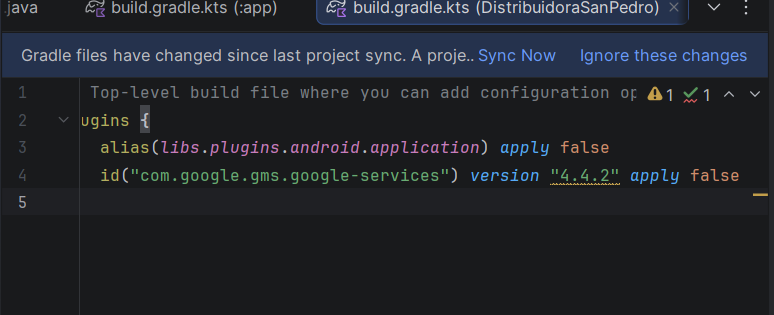 .java build.gradle.kts (:app) build.gradle.kts (DistribuidoraSanPedro)
Gradle files have changed since last project sync. A proje.. Sync Now Ignore these changes
1 Top-level build file where you can add configuration op 1 1
2 ugins {
3 alias(libs.plugins.android.application) apply false
4 id("com.google.gms.google-services") version "4.4.2" apply false
5